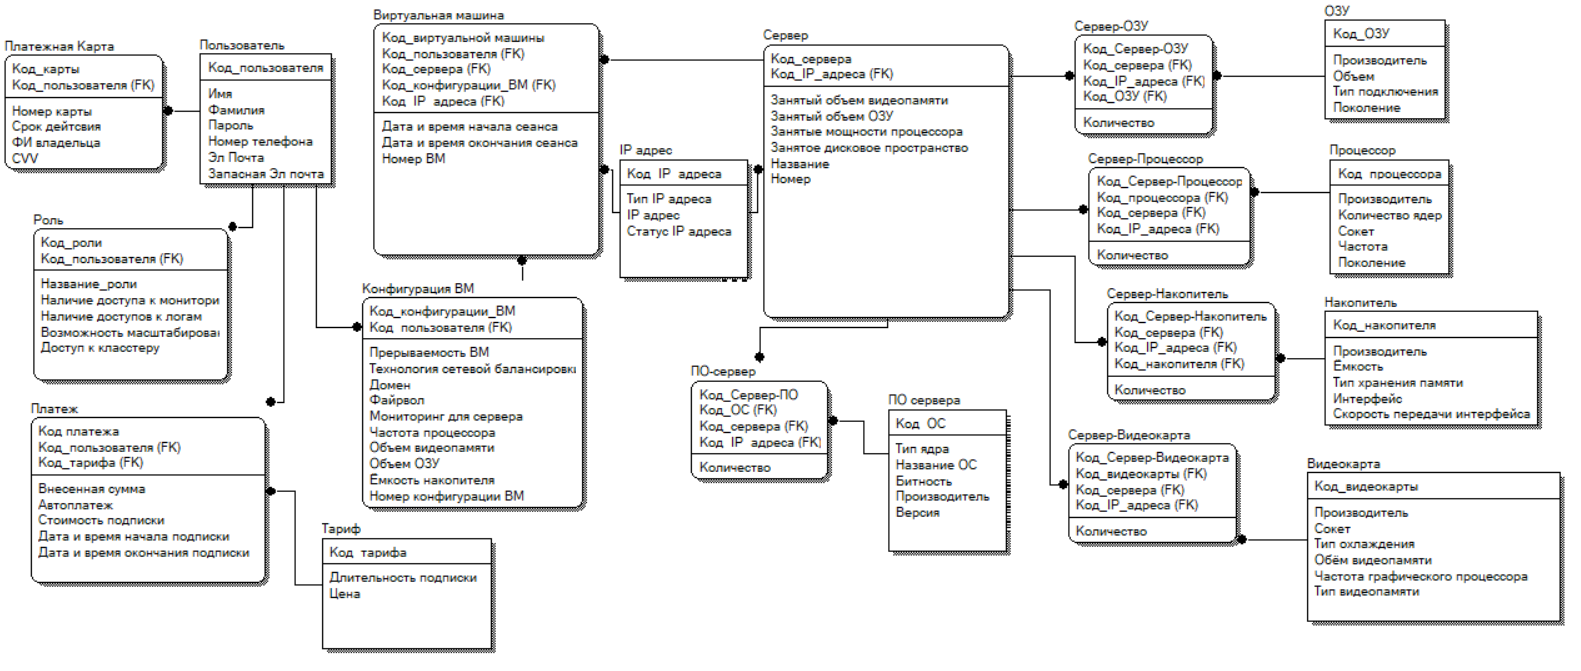 Платежная Карта
Код_карты
Код_пользователя (FK)
Номер карты
Срок дейтсвия
ФИ владельца
CVV
Пользователь
Код_пользователя
Имя
Фамилия
Пароль
Номер телефона
Эл Почта
Запасная Эл почта
Роль
Код_роли
Код_пользователя (FK)
Название_роли
Наличие доступа к монитори
Наличие доступов к логам
Возможность масштабирован
Доступ к класстеру
Платеж
Код платежа
Код_пользователя (FK)
Код_тарифа (FK)
Внесенная сумма
Автоплатеж
Стоимость подписки
Дата и время начала подписки
Дата и время окончания подписки
Тариф
Код_тарифа
Длительность подписки
Цена
Виртуальная машина
Код_виртуальной машины
Код_пользователя (FK)
Код_сервера (FK)
Код_конфигурации_ВМ (FK)
Код_IP_адреса (FK)
Дата и время начала сеанса
Дата и время окончания сеанса
Номер ВМ
Конфигурация ВМ
Код_конфигурации_ВМ
Код_пользователя (FK)
Прерываемость ВМ
Технология сетевой балансировки
Домен
Файрвол
Мониторинг для сервера
Частота процессора
Объем видеопамяти
Объем ОЗУ
Емкость накопителя
Номер конфигурации ВМ
IP адрес
Код_IP_адреса
Тип IP адреса
IP адрес
Статус IP адреса
Сервер
Код_сервера
Код_IP_адреса (FK)
Занятый объем видеопамяти
Занятый объем ОЗУ
Занятые мощности процессора
Занятое дисковое пространство
Название
Номер
ПО-сервер
Код_Сервер-ПО
Код_ОС (FK)
Код_сервера (FK)
Код_IP_адреса (FK)
Количество
ПО сервера
Код_ОС
Тип ядра
Название ОС
Битность
Производитель
Версия
Сервер-ОЗУ
Код_Сервер-ОЗУ
Код_сервера (FK)
Код_IP_адреса (FK)
Код_ОЗУ (FK)
Количество
ОЗУ
Код_ОЗУ
Производитель
Объем
Тип подключения
Поколение
Сервер-Процессор
Код_Сервер-Процессор
Код_процессора (FK)
Код_сервера (FK)
Код_IP_адреса (FK)
Количество
Процессор
Код_процессора
Производитель
Количество ядер
Сокет
Частота
Поколение
Сервер-Накопитель
Код_Сервер-Накопитель
Код_сервера (FK)
Код_IP_адреса (FK)
Код_накопителя (FK)
Количество
Накопитель
Код_накопителя
Производитель
Емкость
Тип хранения памяти
Интерфейс
Скорость передачи интерфейса
Сервер-Видеокарта
Код_Сервер-Видеокарта
Код_видеокарты (FK)
Код_сервера (FK)
Код_IP_адреса (FK)
Количество
Видеокарта
Код_видеокарты
Производитель
Сокет
Тип охлаждения
Обём видеопамяти
Частота графического процессора
Тип видеопамяти